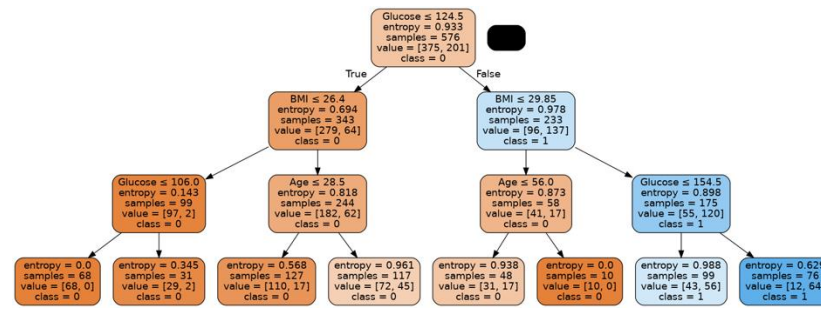 Glucose ≤ 124.5
entropy = 0.933
samples = 576
value = [375, 201]
class = 0
True
False
BMI ≤ 26.4
entropy = 0.694
samples = 343
value = [279, 64]
class = 0
BMI ≤ 29.85
entropy = 0.978
samples = 233
value = [96, 137]
class = 1
Glucose ≤ 106.0
entropy = 0.143
samples = 99
value = [97, 2]
class = 0
Age ≤ 28.5
entropy = 0.818
samples = 244
value = [182, 62]
class = 0
Age ≤ 56.0
entropy = 0.873
samples = 58
value = [41, 17]
class = 0
Glucose ≤ 154.5
entropy = 0.898
samples = 175
value = [55, 120]
class = 1
entropy = 0.0
samples = 68
value = [68, 0]
class = 0
entropy = 0.345
samples = 31
value = [29, 2]
class = 0
entropy = 0.568
samples = 127
value = [110, 17]
class = 0
entropy = 0.961
samples = 117
value = [72, 45]
class = 0
entropy = 0.938
samples = 48
value = [31, 17]
class = 0
entropy = 0.0
samples = 10
value = [10, 0]
class = 0
entropy = 0.988
samples = 99
value = [43, 56]
class = 1
entropy = 0.629
samples = 76
value = [12, 64
class = 1